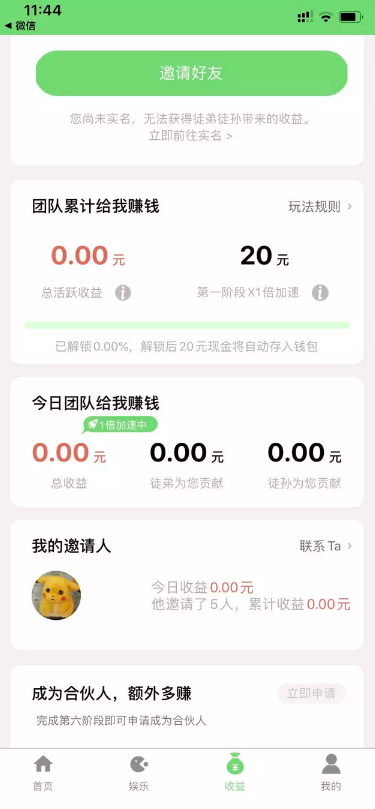 11:44
微信
邀请好友
您尚未实名，无法获得徒弟徒孙带来的收益。
立即前往实名 >
团队累计给我赚钱
玩法规则 >
0.00 元
20 元
总活跃收益
第一阶段X1倍加速
已解锁0.00%，解锁后20元现金将自动存入钱包
今日团队给我赚钱
1倍加速中
0.00 元
0.00 元
0.00 元
总收益
徒弟为您贡献
徒孙为您贡献
我的邀请人
联系Ta >
今日收益0.00元
他邀请了5人，累计收益0.00元
成为合伙人，额外多赚
立即申请
完成第六阶段即可申请成为合伙人
首页
娱乐
收益
我的